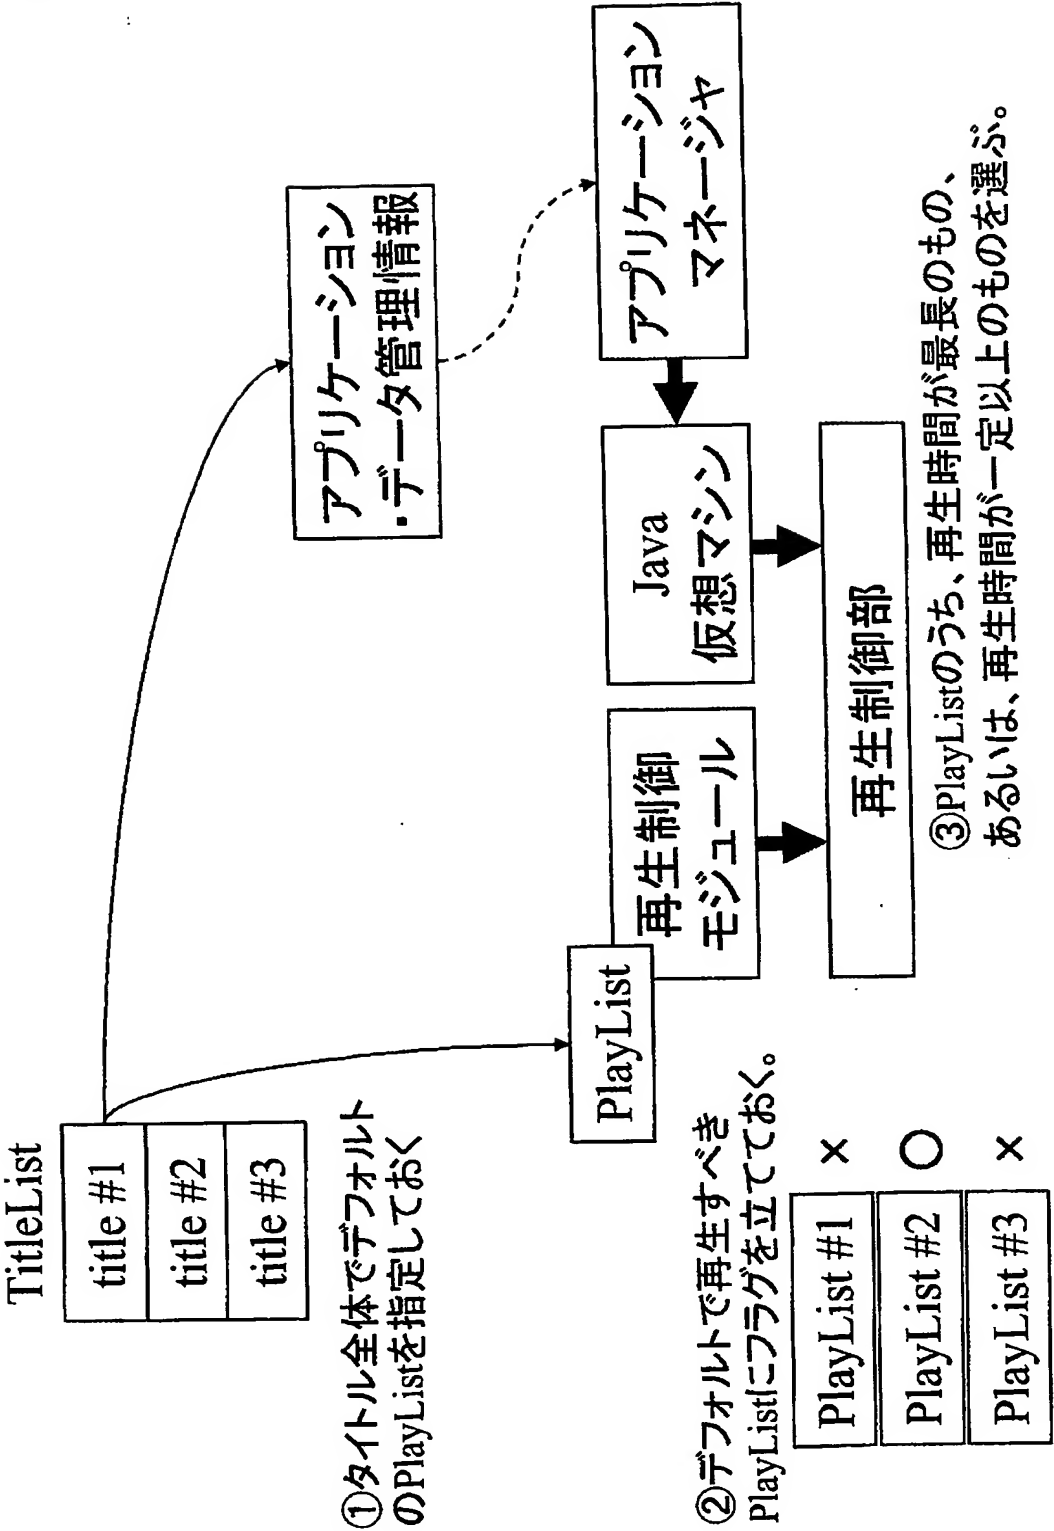 TitleList
title #1
title #2
title #3
①タイトル全体でデフォルト
のPlayListを指定しておく
アプリケーション
・データ管理情報
PlayList
再生制御
モジュール
Java
仮想マシン
アプリケーション
マネージャ
再生制御部
②デフォルトで再生すべき
PlayListにフラグを立てておく。
PlayList #1 ×
PlayList #2 ○
PlayList #3 ×
③PlayListのうち、再生時間が最長のもの、
あるいは、再生時間が一定以上のものを選ぶ。